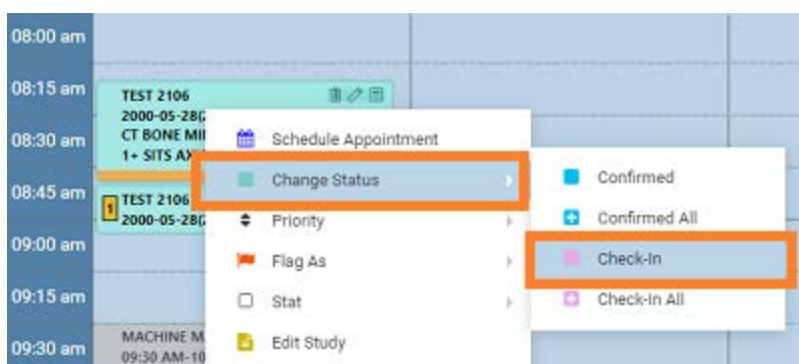 08:00 am
08:15 am
TEST 2106
2000-05-28(2
08:30 am
CT BONE MI
1+ SITS AX
Schedule Appointment
Change Status
Confirmed
08:45 am
TEST 2106
1
2000-05-28(2
Priority
Confirmed All
09:00 am
Flag As
Check-In
09:15 am
Stat
Check-In All
09:30 am
MACHINE M
09:30 AM-10
Edit Study